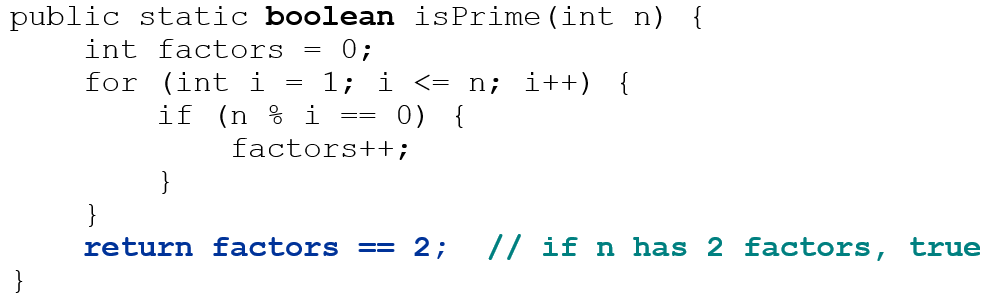 public static boolean isPrime(int n) {
    int factors = 0;
    for (int i = 1; i <= n; i++) {
        if (n % i == 0) {
            factors++;
        }
    }
    return factors == 2;  // if n has 2 factors, true
}